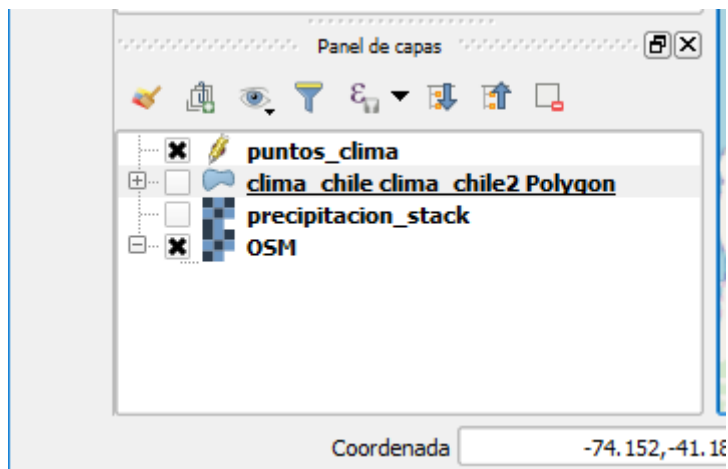 Panel de capas
puntos_clima
clima_chile clima_chile2 Polygon
precipitacion_stack
OSM
Coordenada -74.152,-41.18